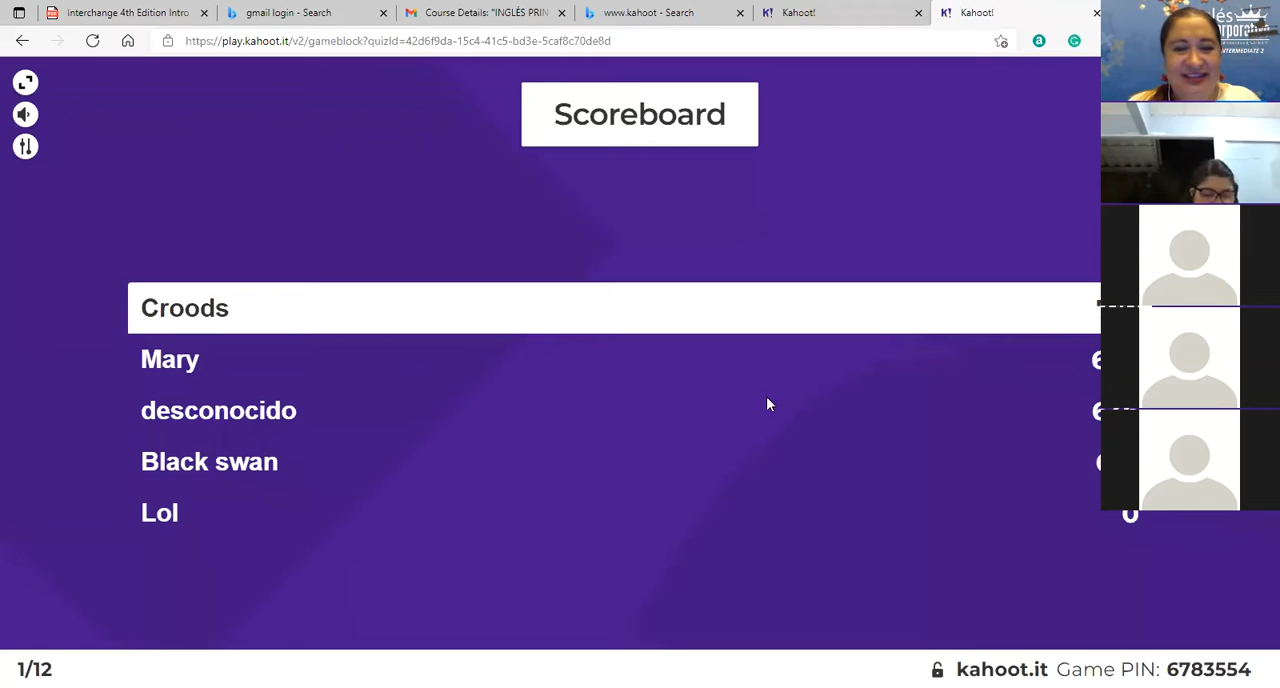 interchange 4th Edition Intro
gmail login - Search
Course Details: "INGLÉS PRIN
www.kahoot - Search
Kahoot!
Kahoot!
https://play.kahoot.it/v2/gameblock?quizId=42d6f9da-15c4-41c5-bd3e-5caf8c70de8d
INTERMEDIATE 2
Scoreboard
Croods
Mary
desconocido
Black swan
Lol
0
1/12
kahoot.it Game PIN: 6783554